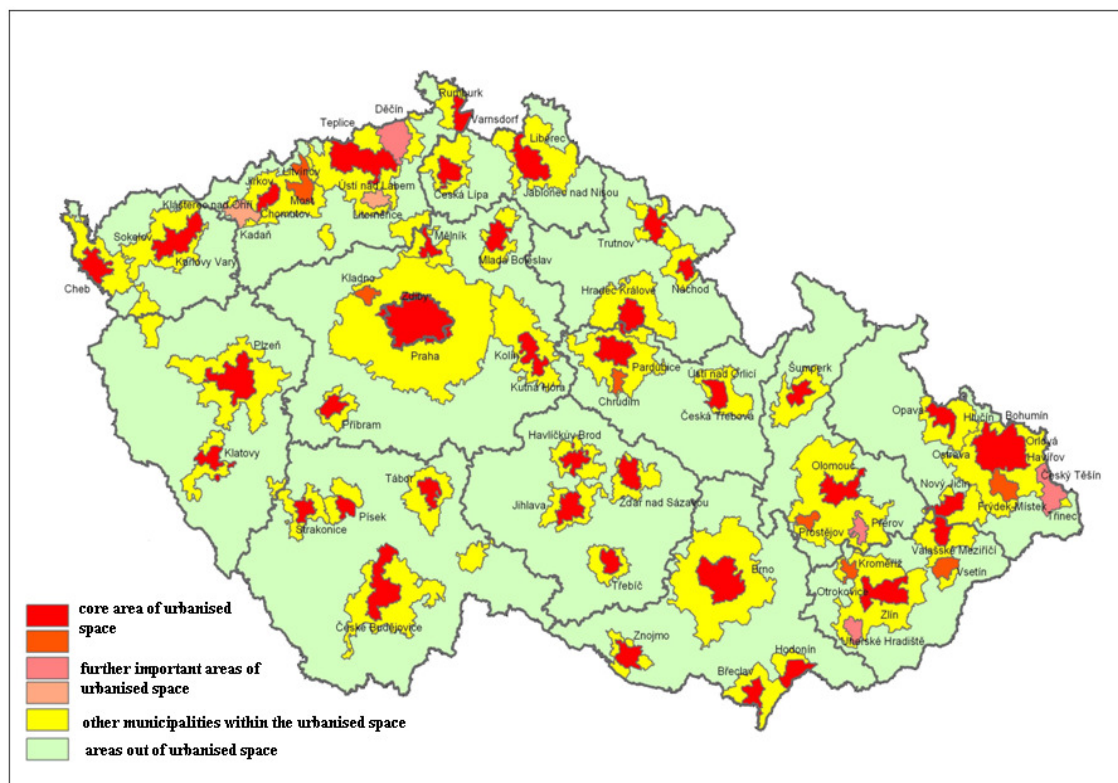 Rumburk
Děčín
Varnsdorf
Teplice
Liberec
Litvínov
Jirkov
Ústí nad Labem
Česká Lípa
Jablonec nad Nisou
Klášterec nad Ohří
Most
Chomutov
Litoměřice
Kadaň
Sokolov
Mělník
Trutnov
Karlovy Vary
Mladá Boleslav
Cheb
Kladno
Náchod
Hradec Králové
Zdiby
Plzeň
Praha
Kolín
Pardubice
Ústí nad Orlicí
Šumperk
Kutná Hora
Chrudim
Česká Třebová
Opava
Hlučín
Bohumín
Příbram
Orlová
Ostrava
Havířov
Havlíčkův Brod
Klatovy
Olomouc
Český Těšín
Tábor
Nový Jičín
Jihlava
Žďár nad Sázavou
Frýdek-Místek
Třinec
Písek
Strakonice
Prostějov
Přerov
Valašské Meziříčí
Kroměříž
Vsetín
Třebíč
Brno
Otrokovice
Zlín
České Budějovice
Znojmo
Uherské Hradiště
Hodonín
Břeclav
core area of urbanised
space
further important areas of
urbanised space
other municipalities within the urbanised space
areas out of urbanised space